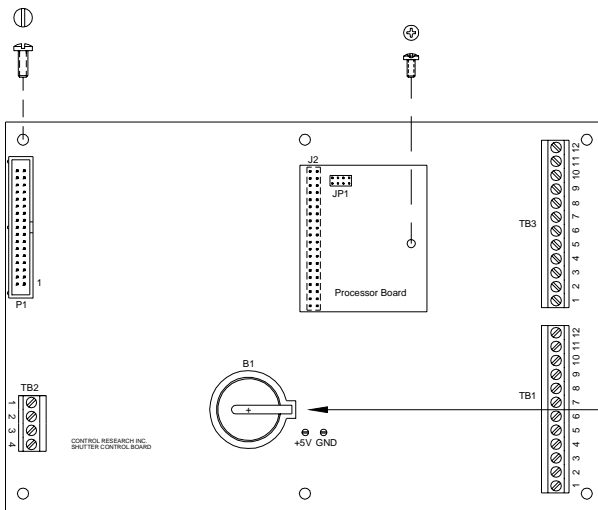 J2
JP1
Processor Board
1
P1
TB3
12
11
10
9
8
7
6
5
4
3
2
1
B1
+
+5V GND
TB2
1
2
3
4
CONTROL RESEARCH INC.
SHUTTER CONTROL BOARD
TB1
12
11
10
9
8
7
6
5
4
3
2
1